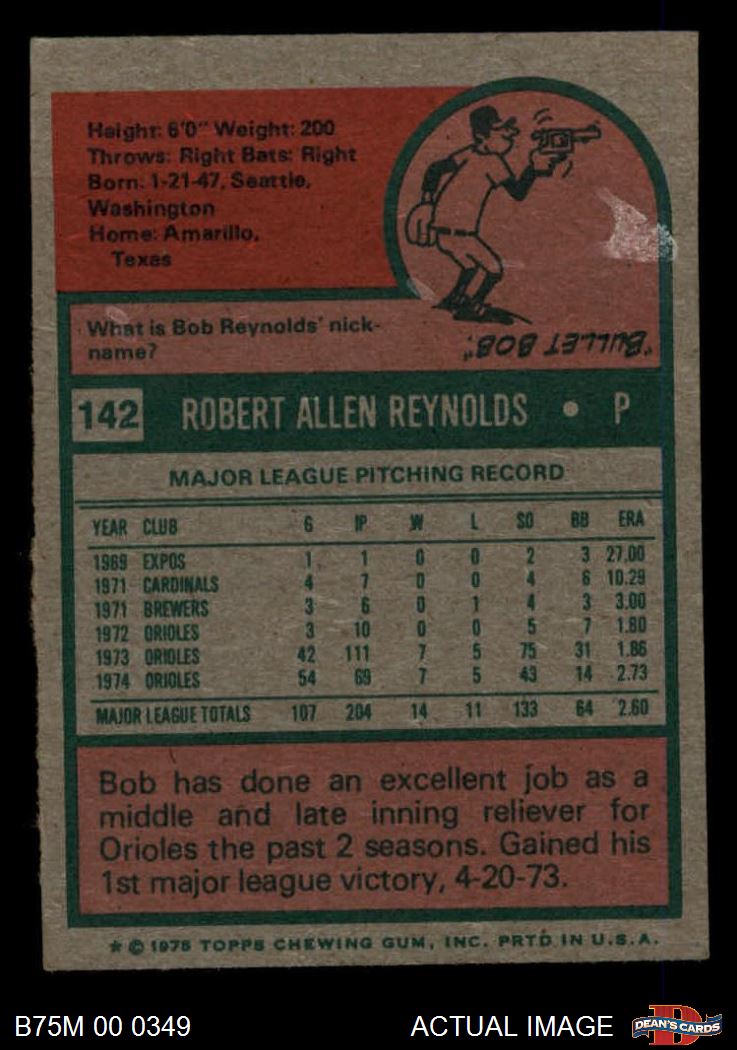 Height: 6'0" Weight: 200
Throws: Right Bats: Right
Born: 1-21-47, Seattle,
Washington
Home: Amarillo,
Texas
What is Bob Reynolds' nick-
name?
"BULLET BOB".
142 ROBERT ALLEN REYNOLDS • P
MAJOR LEAGUE PITCHING RECORD
YEAR CLUB G IP W L SO BB ERA
1969 EXPOS 1 1 0 0 2 3 27.00
1971 CARDINALS 4 7 0 0 4 6 10.29
1971 BREWERS 3 6 0 1 4 3 3.00
1972 ORIOLES 3 10 0 0 5 7 1.80
1973 ORIOLES 42 111 7 5 75 31 1.86
1974 ORIOLES 54 69 7 5 43 14 2.73
MAJOR LEAGUE TOTALS 107 204 14 11 133 64 2.60
Bob has done an excellent job as a
middle and late inning reliever for
Orioles the past 2 seasons. Gained his
1st major league victory, 4-20-73.
* © 1975 TOPPS CHEWING GUM, INC. PRTD. IN U.S.A.
B75M 00 0349 ACTUAL IMAGE DEAN'S CARDS